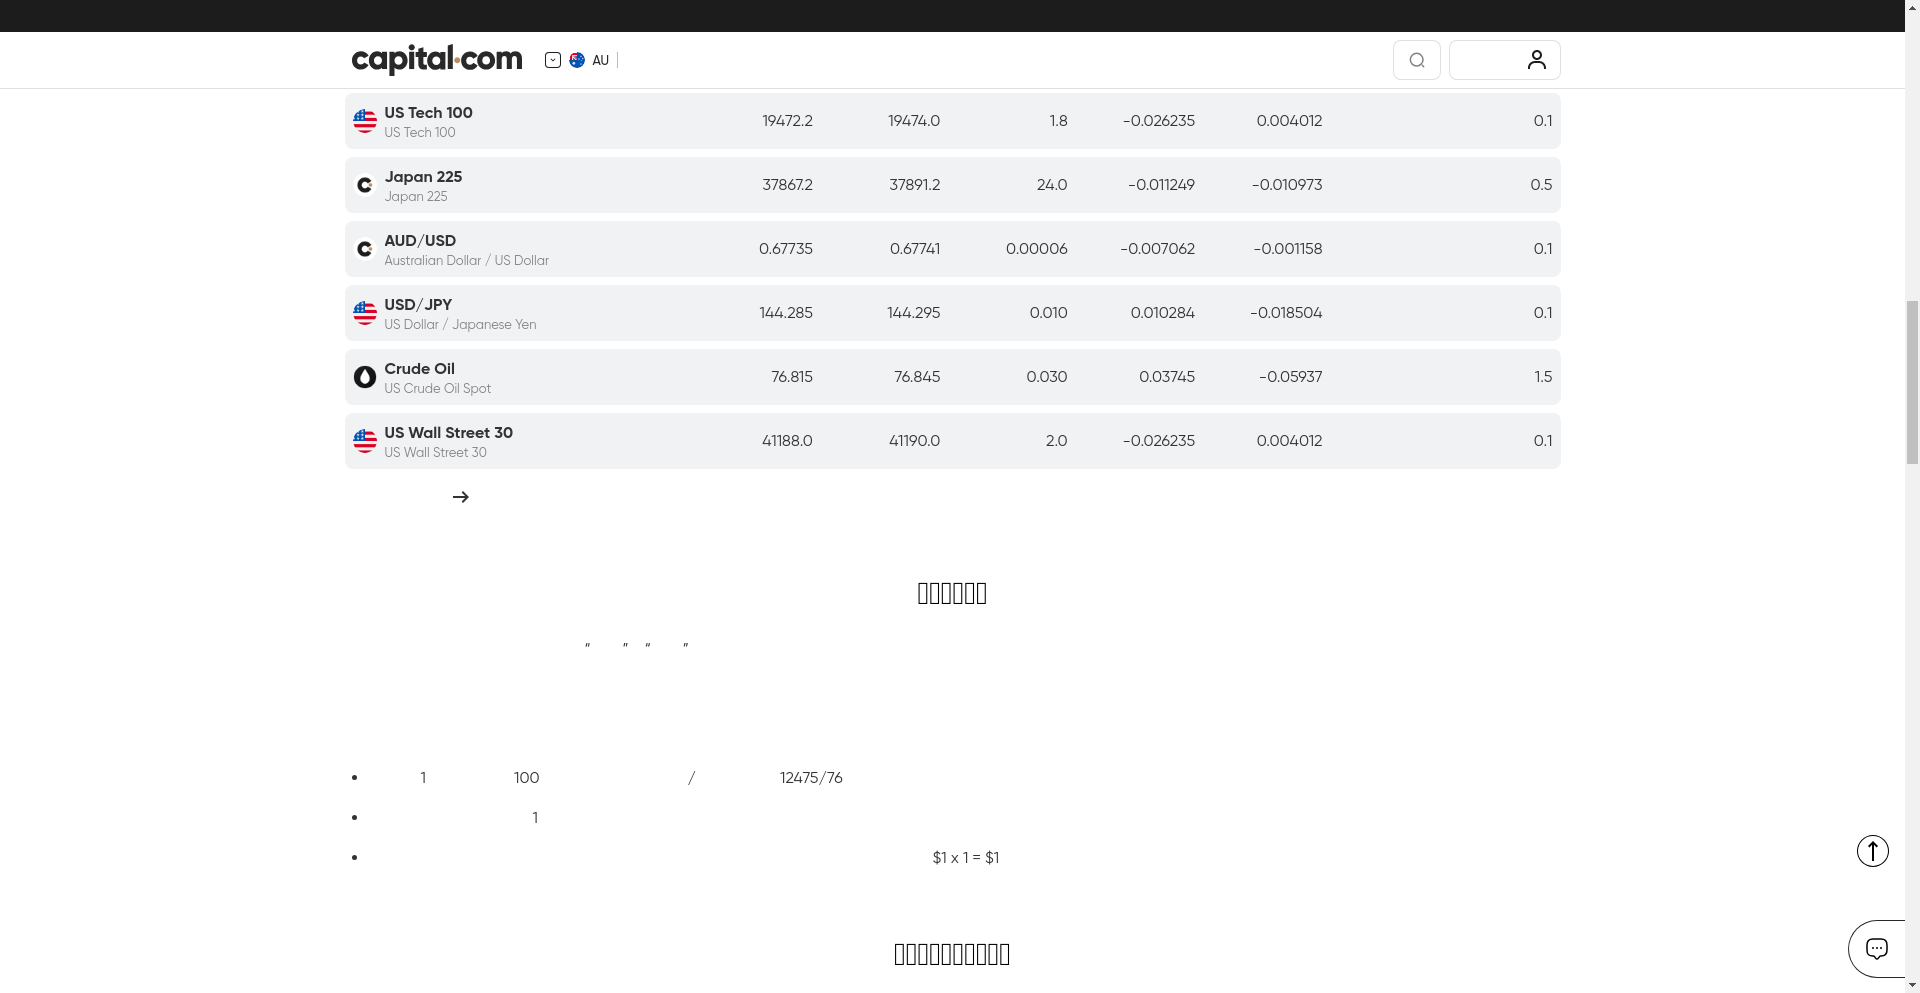 capital.com AU
US Tech 100
US Tech 100
19472.2 19474.0 1.8 -0.026235 0.004012 0.1
Japan 225
Japan 225
37867.2 37891.2 24.0 -0.011249 -0.010973 0.5
AUD/USD
Australian Dollar / US Dollar
0.67735 0.67741 0.00006 -0.007062 -0.001158 0.1
USD/JPY
US Dollar / Japanese Yen
144.285 144.295 0.010 0.010284 -0.018504 0.1
Crude Oil
US Crude Oil Spot
76.815 76.845 0.030 0.03745 -0.05937 1.5
US Wall Street 30
US Wall Street 30
41188.0 41190.0 2.0 -0.026235 0.004012 0.1
“ ” “ ”
1 100 / 12475/76
1
$1 x 1 = $1